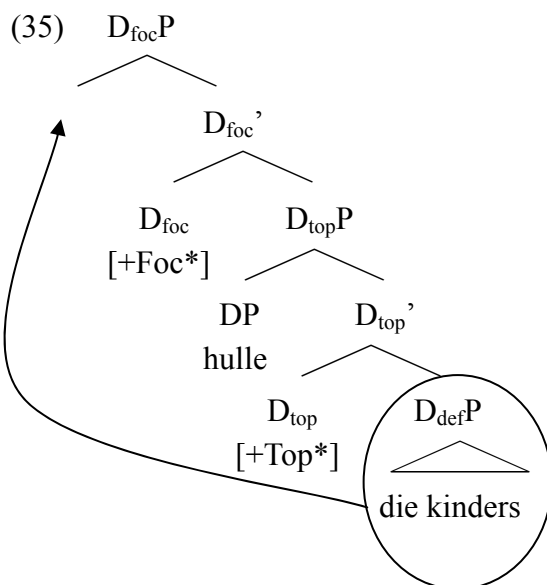 (35) DfocP
Dfoc’
Dfoc DtopP
[+Foc*]
DP Dtop’
hulle
Dtop DdefP
[+Top*]
die kinders